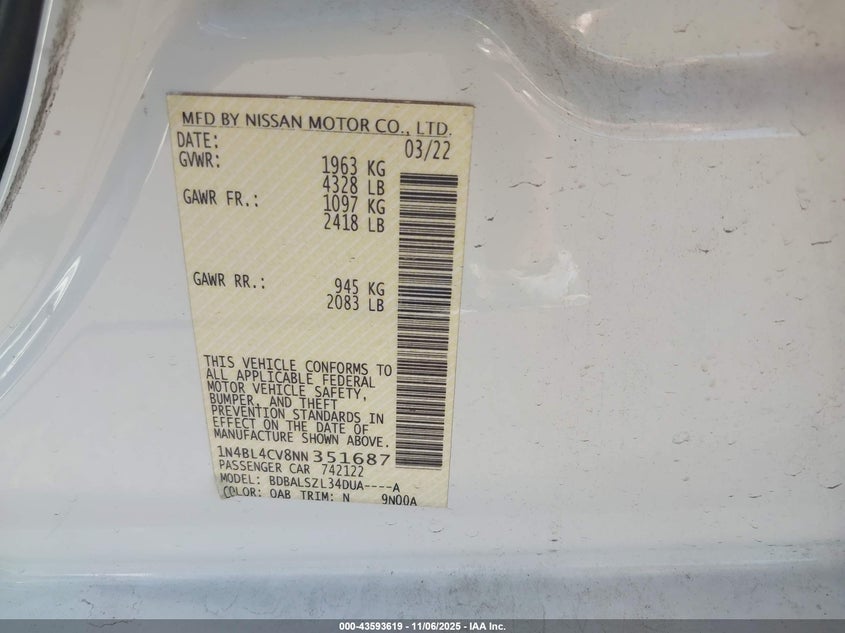 MFD BY NISSAN MOTOR CO., LTD.
DATE: 03/22
GVWR: 1963 KG
4328 LB
GAWR FR.: 1097 KG
2418 LB
GAWR RR.: 945 KG
2083 LB
THIS VEHICLE CONFORMS TO
ALL APPLICABLE FEDERAL
MOTOR VEHICLE SAFETY,
BUMPER, AND THEFT
PREVENTION STANDARDS IN
EFFECT ON THE DATE OF
MANUFACTURE SHOWN ABOVE.
1N4BL4CV8NN351687
PASSENGER CAR 742122
MODEL: BDBALSZL34DUA----A
COLOR: QAB TRIM: N 9N00A
000-43593619 - 11/06/2025 - IAA Inc.